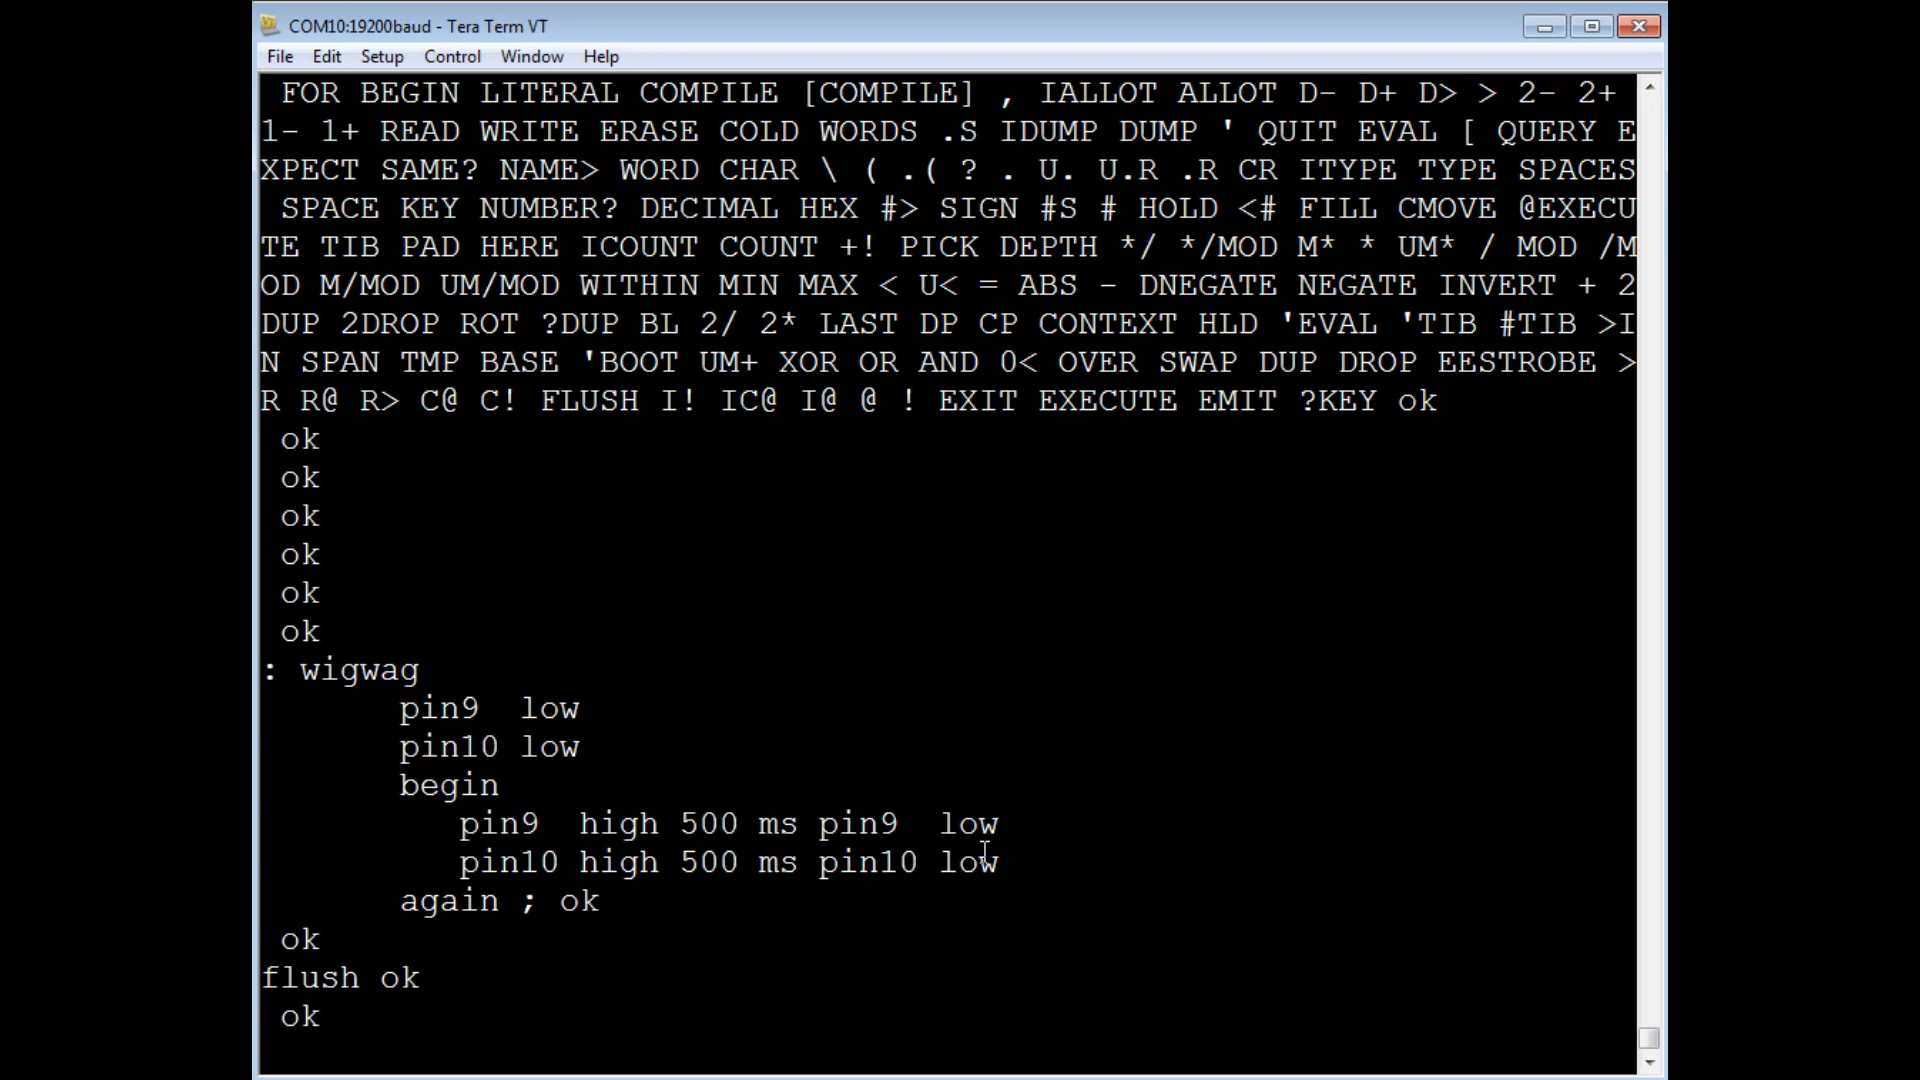 COM10:19200baud - Tera Term VT
File Edit Setup Control Window Help
FOR BEGIN LITERAL COMPILE [COMPILE] , IALLOT ALLOT D- D+ D> > 2- 2+
1- 1+ READ WRITE ERASE COLD WORDS .S IDUMP DUMP ' QUIT EVAL [ QUERY E
XPECT SAME? NAME> WORD CHAR \ ( .( ? . U. U.R .R CR ITYPE TYPE SPACES
SPACE KEY NUMBER? DECIMAL HEX #> SIGN #S # HOLD <# FILL CMOVE @EXECU
TE TIB PAD HERE ICOUNT COUNT +! PICK DEPTH */ */MOD M* * UM* / MOD /M
OD M/MOD UM/MOD WITHIN MIN MAX < U< = ABS - DNEGATE NEGATE INVERT + 2
DUP 2DROP ROT ?DUP BL 2/ 2* LAST DP CP CONTEXT HLD 'EVAL 'TIB #TIB >I
N SPAN TMP BASE 'BOOT UM+ XOR OR AND 0< OVER SWAP DUP DROP EESTROBE >
R R@ R> C@ C! FLUSH I! IC@ I@ @ ! EXIT EXECUTE EMIT ?KEY ok
ok
ok
ok
ok
ok
ok
: wigwag
pin9 low
pin10 low
begin
pin9 high 500 ms pin9 low
pin10 high 500 ms pin10 low
again ; ok
ok
flush ok
ok